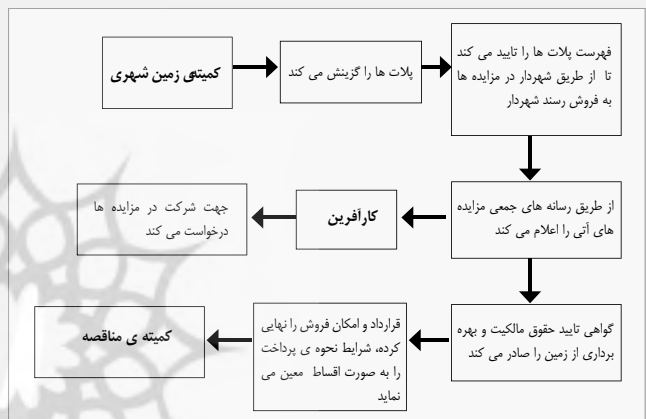 کمیته‌ی زمین شهری
پلات ها را گزینش می کند
فهرست پلات ها را تایید می کند
تا از طریق شهردار در مزایده ها
به فروش رسند شهردار
از طریق رسانه های جمعی مزایده
های آتی را اعلام می کند
کارآفرین
جهت شرکت در مزایده ها
درخواست می کند
گواهی تایید حقوق مالکیت و بهره
برداری از زمین را صادر می کند
قرارداد و امکان فروش را نهایی
کرده، شرایط نحوه ی پرداخت
را به صورت اقساط معین می
نماید
کمیته ی مناقصه